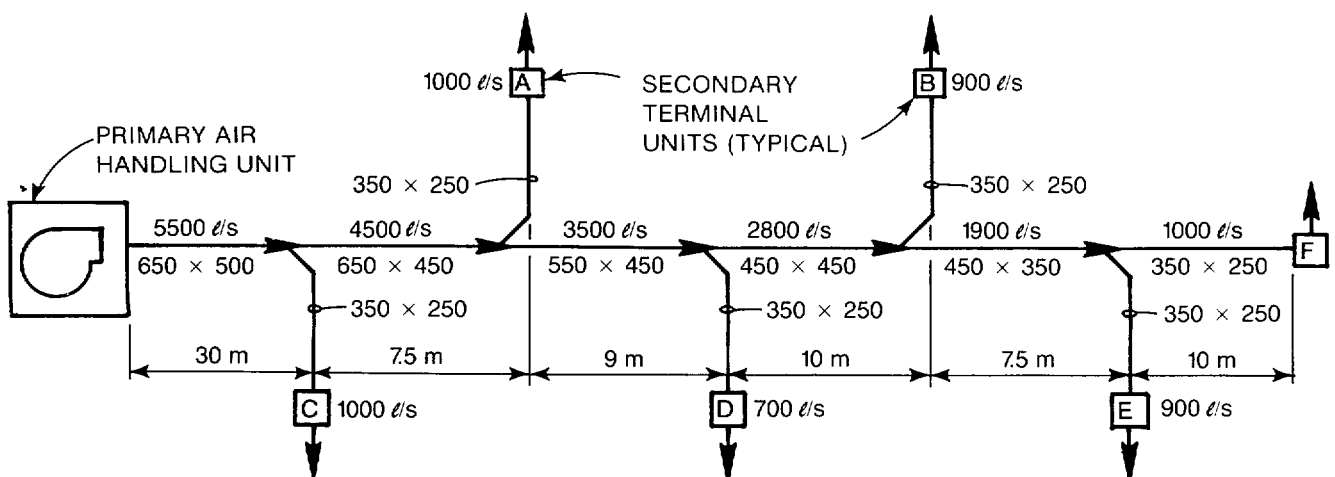 1000 ℓ/s
A
SECONDARY
TERMINAL
UNITS (TYPICAL)
B
900 ℓ/s
PRIMARY AIR
HANDLING UNIT
350 × 250
350 × 250
5500 ℓ/s
4500 ℓ/s
3500 ℓ/s
2800 ℓ/s
1900 ℓ/s
1000 ℓ/s
F
650 × 500
650 × 450
550 × 450
450 × 450
450 × 350
350 × 250
350 × 250
350 × 250
350 × 250
30 m
7.5 m
9 m
10 m
7.5 m
10 m
C
1000 ℓ/s
D
700 ℓ/s
E
900 ℓ/s